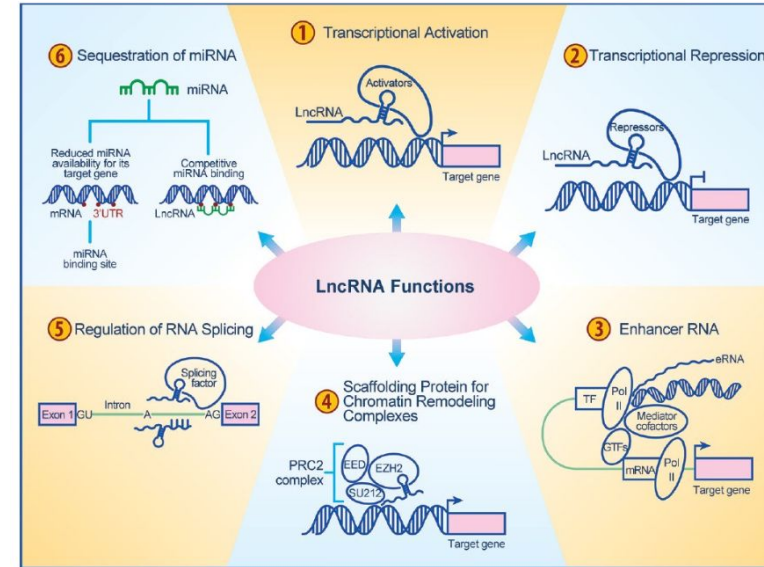 1 Transcriptional Activation
LncRNA
Activators
Target gene
2 Transcriptional Repression
LncRNA
Repressors
Target gene
3 Enhancer RNA
eRNA
TF
Pol
II
Mediator
cofactors
GTFs
mRNA
Pol
II
Target gene
4 Scaffolding Protein for
Chromatin Remodeling
Complexes
PRC2
complex
EED
EZH2
SU212
Target gene
5 Regulation of RNA Splicing
Splicing
factor
Exon 1
GU
Intron
A
AG
Exon 2
6 Sequestration of miRNA
miRNA
Reduced miRNA
availability for its
target gene
mRNA
3'UTR
miRNA
binding site
Competitive
miRNA binding
LncRNA
LncRNA Functions